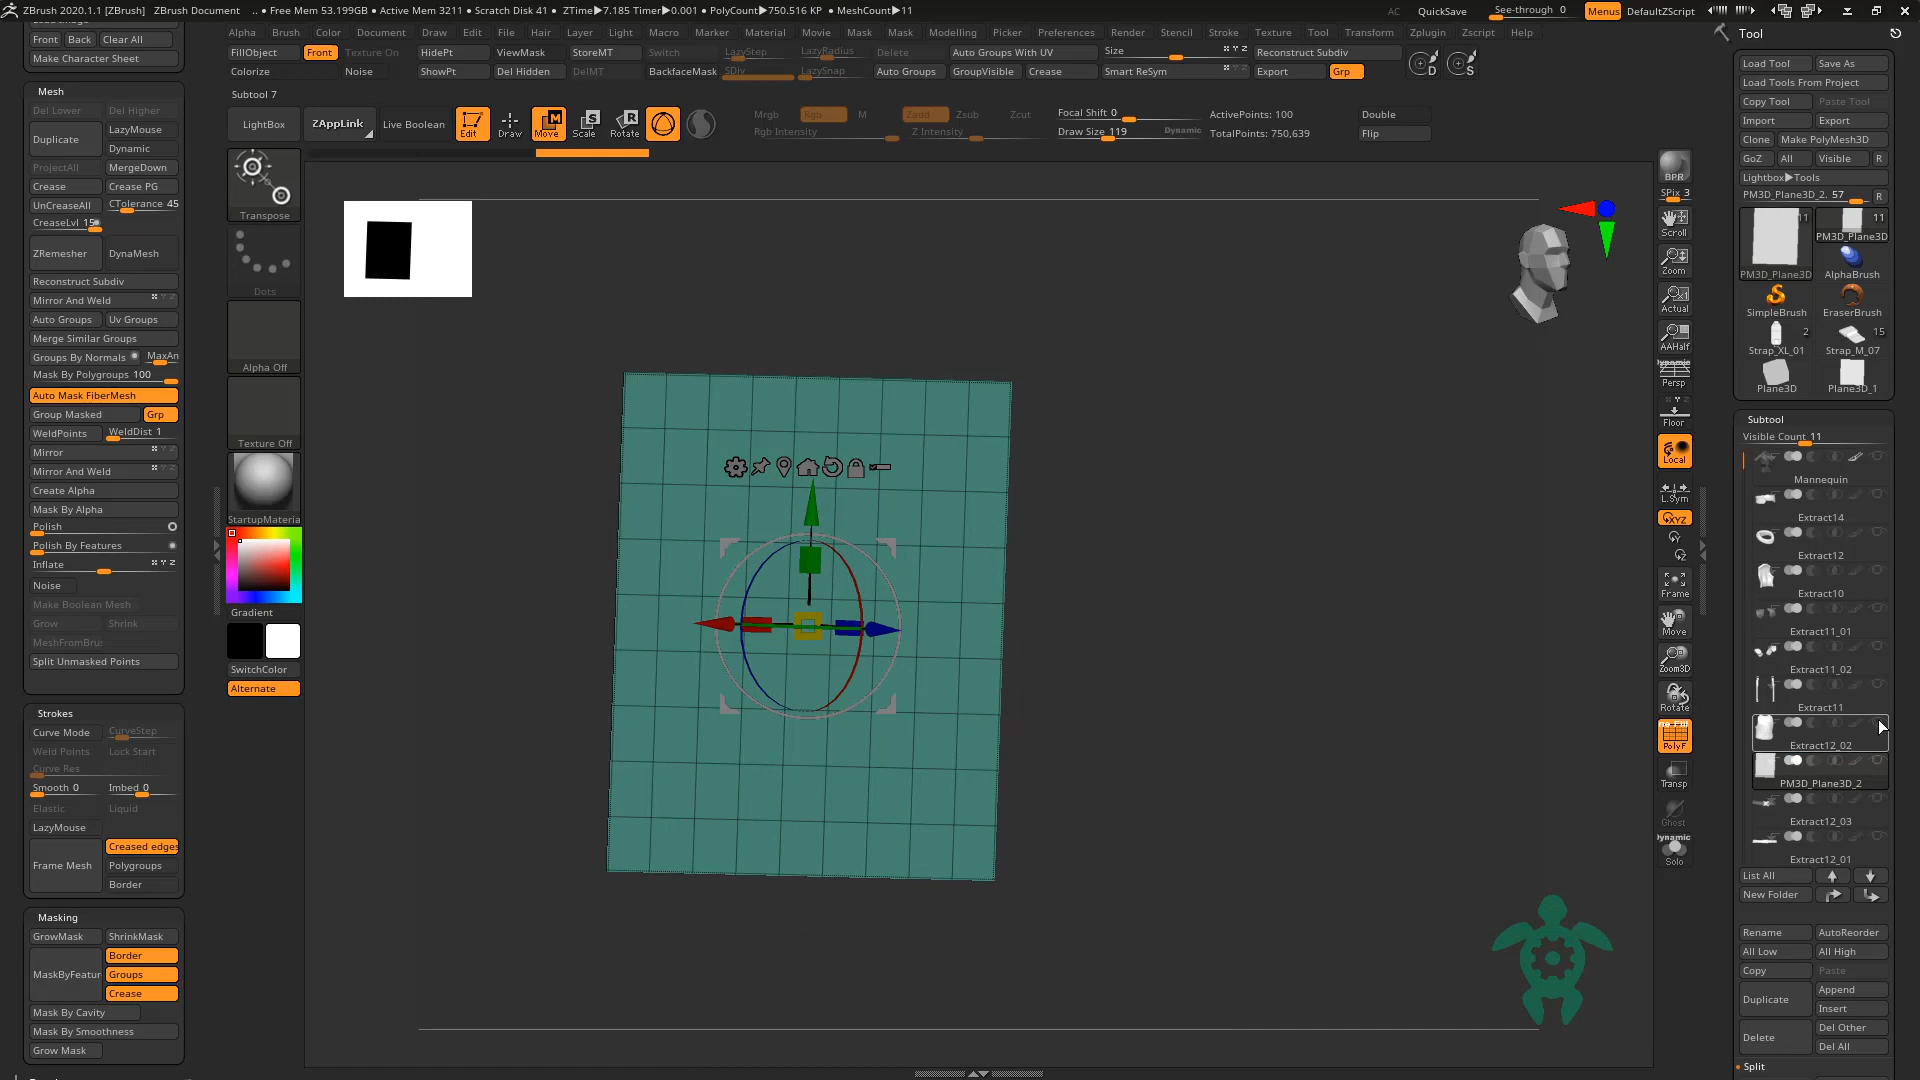 ZBrush 2020.1.1 [ZBrush] ZBrush Document .. • Free Mem 53.199GB • Active Mem 3211 • Scratch Disk 41 • ZTime▶7.185 Timer▶0.001 • PolyCount▶750.516 KP • MeshCount▶11
AC QuickSave See-through 0 Menus DefaultZScript
Alpha Brush Color Document Draw Edit File Hair Layer Light Macro Marker Material Movie Mask Mask Modelling Picker Preferences Render Stencil Stroke Texture Tool Transform Zplugin Zscript Help
FillObject Front Texture On HidePt ViewMask StoreMT Switch LazyStep LazyRadius Delete Auto Groups With UV Size Reconstruct Subdiv
Colorize Noise ShowPt Del Hidden DelMT BackfaceMask SDiv LazySnap Auto Groups GroupVisible Crease Smart ReSym Export Grp
D S
Subtool 7
LightBox ZAppLink Live Boolean Edit Draw Move Scale Rotate
Mrgb Rgb M Zadd Zsub Zcut
Rgb Intensity Z Intensity
Focal Shift 0
Draw Size 119 Dynamic
ActivePoints: 100
TotalPoints: 750,639
Double
Flip
Front Back Clear All
Make Character Sheet
Mesh
Del Lower Del Higher
Duplicate LazyMouse
Dynamic
ProjectAll MergeDown
Crease Crease PG
UnCreaseAll CTolerance 45
CreaseLvl 15
ZRemesher DynaMesh
Reconstruct Subdiv
Mirror And Weld
Auto Groups Uv Groups
Merge Similar Groups
Groups By Normals MaxAn
Mask By Polygroups 100
Auto Mask FiberMesh
Group Masked Grp
WeldPoints WeldDist 1
Mirror
Mirror And Weld
Create Alpha
Mask By Alpha
Polish
Polish By Features
Inflate
Noise
Make Boolean Mesh
Grow Shrink
MeshFromBrus
Split Unmasked Points
Strokes
Curve Mode CurveStep
Weld Points Lock Start
Curve Res
Smooth 0 Imbed 0
Elastic Liquid
LazyMouse
Frame Mesh Creased edges
Polygroups
Border
Masking
GrowMask ShrinkMask
MaskByFeatur Border
Groups
Crease
Mask By Cavity
Mask By Smoothness
Grow Mask
Transpose
Dots
Alpha Off
Texture Off
StartupMateria
Gradient
SwitchColor
Alternate
BPR
SPix 3
Scroll
Zoom
Actual
AAHalf
Dynamic
Persp
Floor
Local
L.Sym
XYZ
Frame
Move
Zoom3D
Rotate
PolyF
Transp
Ghost
Dynamic
Solo
Tool
Load Tool Save As
Load Tools From Project
Copy Tool Paste Tool
Import Export
Clone Make PolyMesh3D
GoZ All Visible R
Lightbox▶Tools
PM3D_Plane3D_2. 57 R
11 11
PM3D_Plane3D PM3D_Plane3D
AlphaBrush
SimpleBrush EraserBrush
2 15
Strap_XL_01 Strap_M_07
Plane3D Plane3D_1
Subtool
Visible Count 11
Mannequin
Extract14
Extract12
Extract10
Extract11_01
Extract11_02
Extract11
Extract12_02
PM3D_Plane3D_2
Extract12_03
Extract12_01
List All
New Folder
Rename AutoReorder
All Low All High
Copy Paste
Duplicate Append
Insert
Delete Del Other
Del All
Split